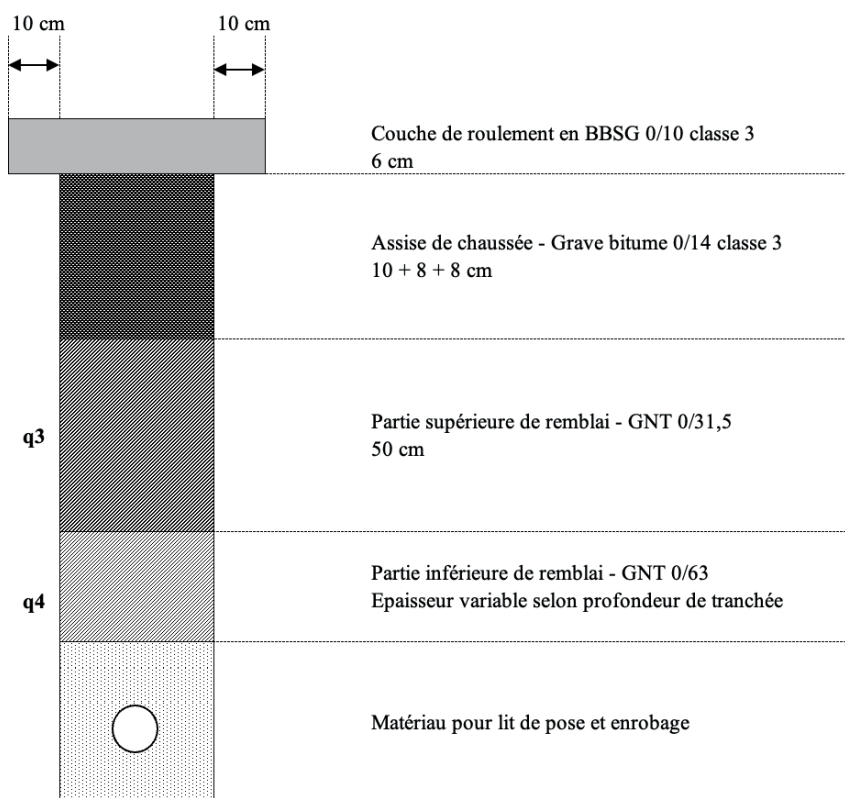 10 cm
10 cm
Couche de roulement en BBSG 0/10 classe 3
6 cm
Assise de chaussée - Grave bitume 0/14 classe 3
10 + 8 + 8 cm
q3
Partie supérieure de remblai - GNT 0/31,5
50 cm
q4
Partie inférieure de remblai - GNT 0/63
Epaisseur variable selon profondeur de tranchée
Matériau pour lit de pose et enrobage